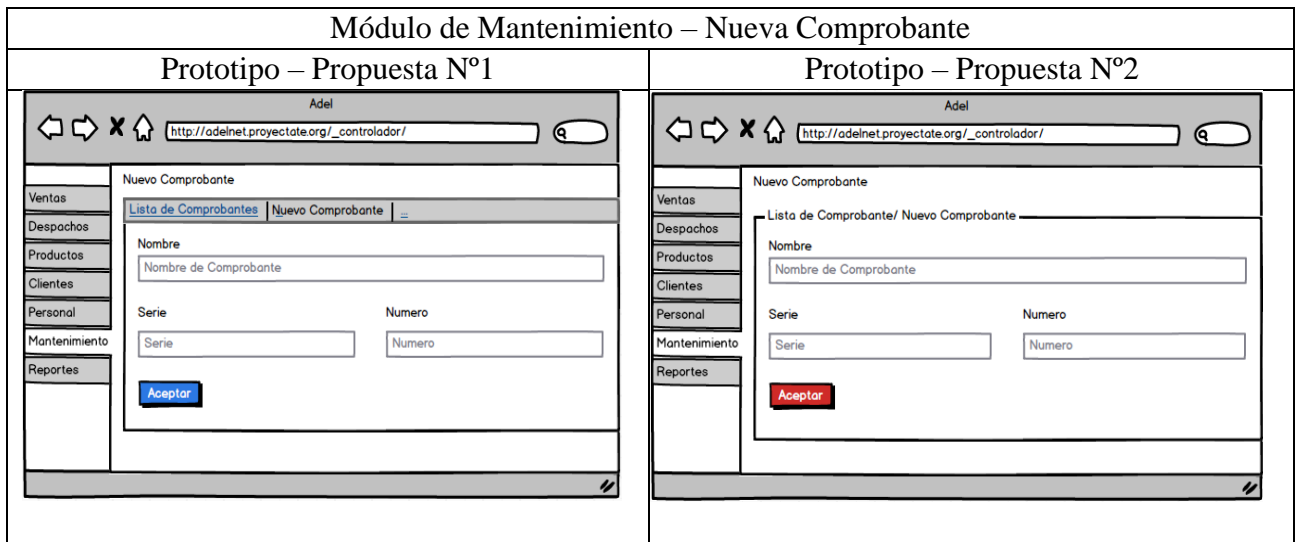 Módulo de Mantenimiento – Nueva Comprobante
Prototipo – Propuesta Nº1
Adel
http://adelnet.proyectate.org/_controlador/
Ventas
Despachos
Productos
Clientes
Personal
Mantenimiento
Reportes
Nuevo Comprobante
Lista de Comprobantes Nuevo Comprobante ...
Nombre
Nombre de Comprobante
Serie Numero
Serie Numero
Aceptar
Prototipo – Propuesta Nº2
Adel
http://adelnet.proyectate.org/_controlador/
Ventas
Despachos
Productos
Clientes
Personal
Mantenimiento
Reportes
Nuevo Comprobante
Lista de Comprobante/ Nuevo Comprobante
Nombre
Nombre de Comprobante
Serie Numero
Serie Numero
Aceptar